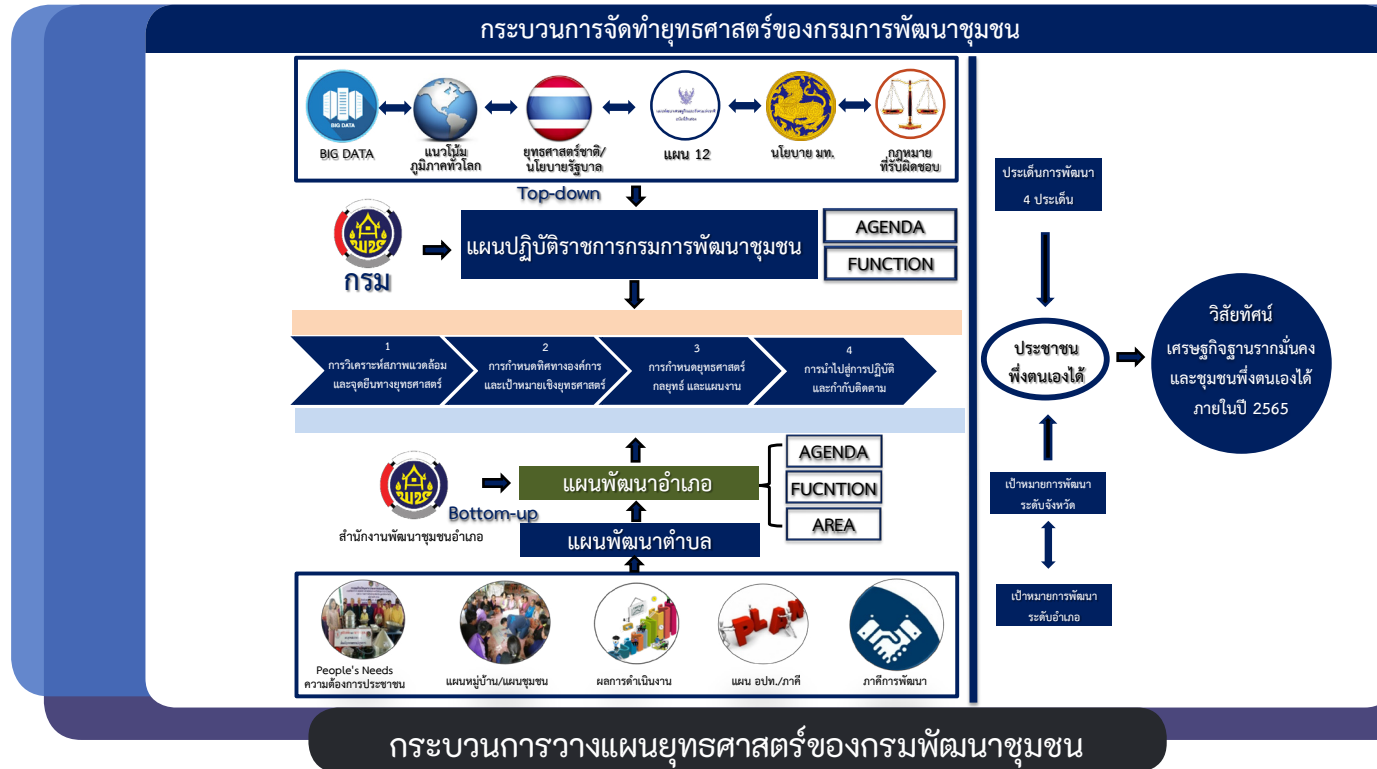 กระบวนการจัดทำยุทธศาสตร์ของกรมการพัฒนาชุมชน
BIG DATA
BIG DATA
แนวโน้ม
ภูมิภาคทั่วโลก
ยุทธศาสตร์ชาติ/
นโยบายรัฐบาล
แผน 12
นโยบาย มท.
กฎหมาย
ที่รับผิดชอบ
Top-down
กรม
แผนปฏิบัติราชการกรมการพัฒนาชุมชน
AGENDA
FUNCTION
1
การวิเคราะห์สภาพแวดล้อม
และจุดยืนทางยุทธศาสตร์
2
การกำหนดทิศทางองค์การ
และเป้าหมายเชิงยุทธศาสตร์
3
การกำหนดยุทธศาสตร์
กลยุทธ์ และแผนงาน
4
การนำไปสู่การปฏิบัติ
และกำกับติดตาม
สำนักงานพัฒนาชุมชนอำเภอ
Bottom-up
แผนพัฒนาอำเภอ
แผนพัฒนาตำบล
AGENDA
FUCNTION
AREA
People's Needs
ความต้องการประชาชน
แผนหมู่บ้าน/แผนชุมชน
ผลการดำเนินงาน
PLAN
แผน อปท./ภาคี
ภาคีการพัฒนา
ประเด็นการพัฒนา
4 ประเด็น
ประชาชน
พึ่งตนเองได้
เป้าหมายการพัฒนา
ระดับจังหวัด
เป้าหมายการพัฒนา
ระดับอำเภอ
วิสัยทัศน์
เศรษฐกิจฐานรากมั่นคง
และชุมชนพึ่งตนเองได้
ภายในปี 2565
กระบวนการวางแผนยุทธศาสตร์ของกรมพัฒนาชุมชน